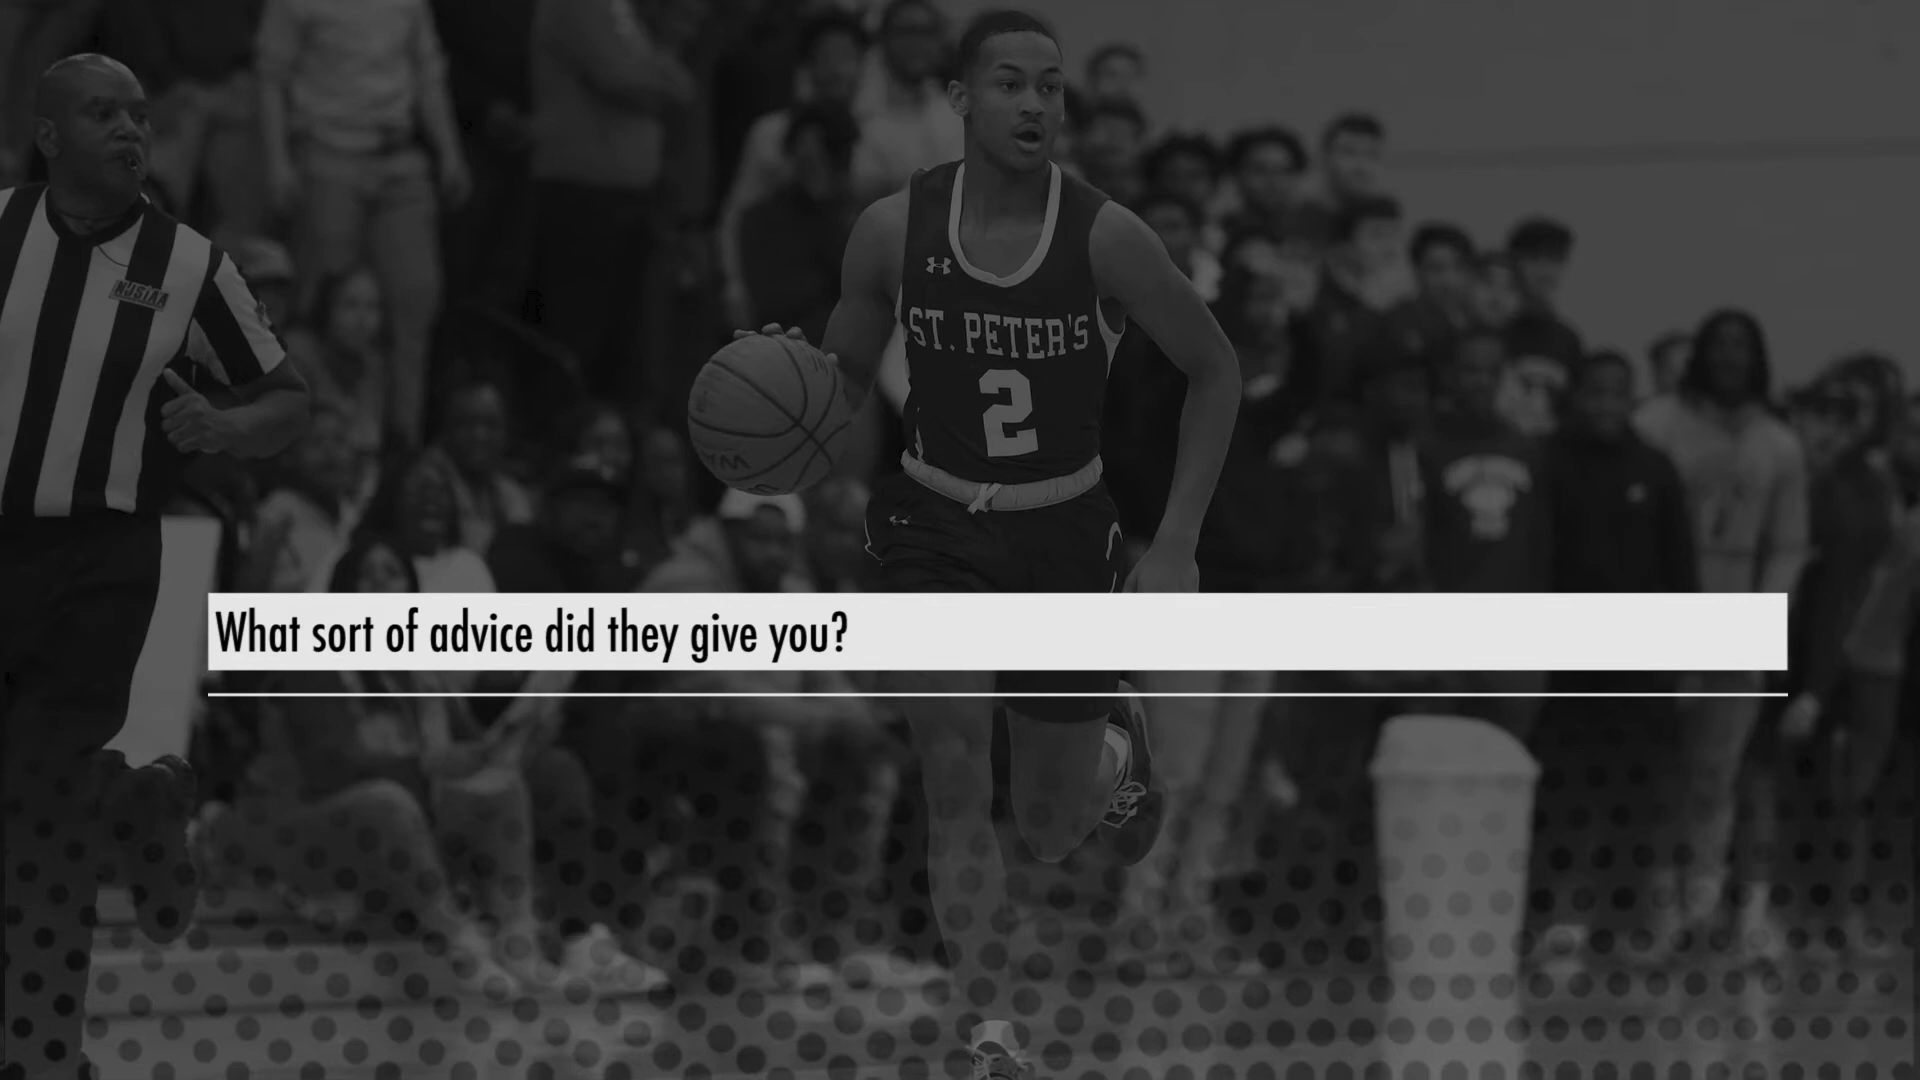 NJSIAA
ST. PETER'S
2
What sort of advice did they give you?